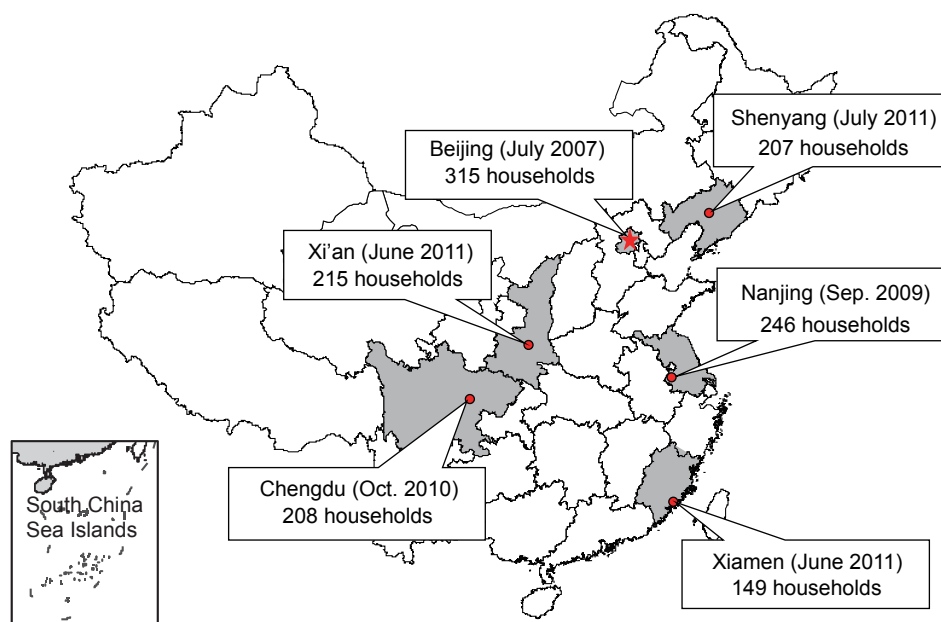 Shenyang (July 2011)
207 households
Beijing (July 2007)
315 households
Xi’an (June 2011)
215 households
Nanjing (Sep. 2009)
246 households
Chengdu (Oct. 2010)
208 households
South China
Sea Islands
Xiamen (June 2011)
149 households